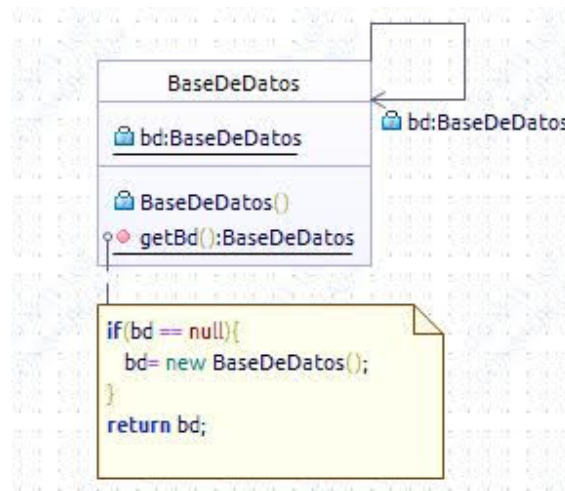 BaseDeDatos
bd:BaseDeDatos
bd:BaseDeDatos
BaseDeDatos()
getBd():BaseDeDatos
if(bd == null){
bd= new BaseDeDatos();
}
return bd;